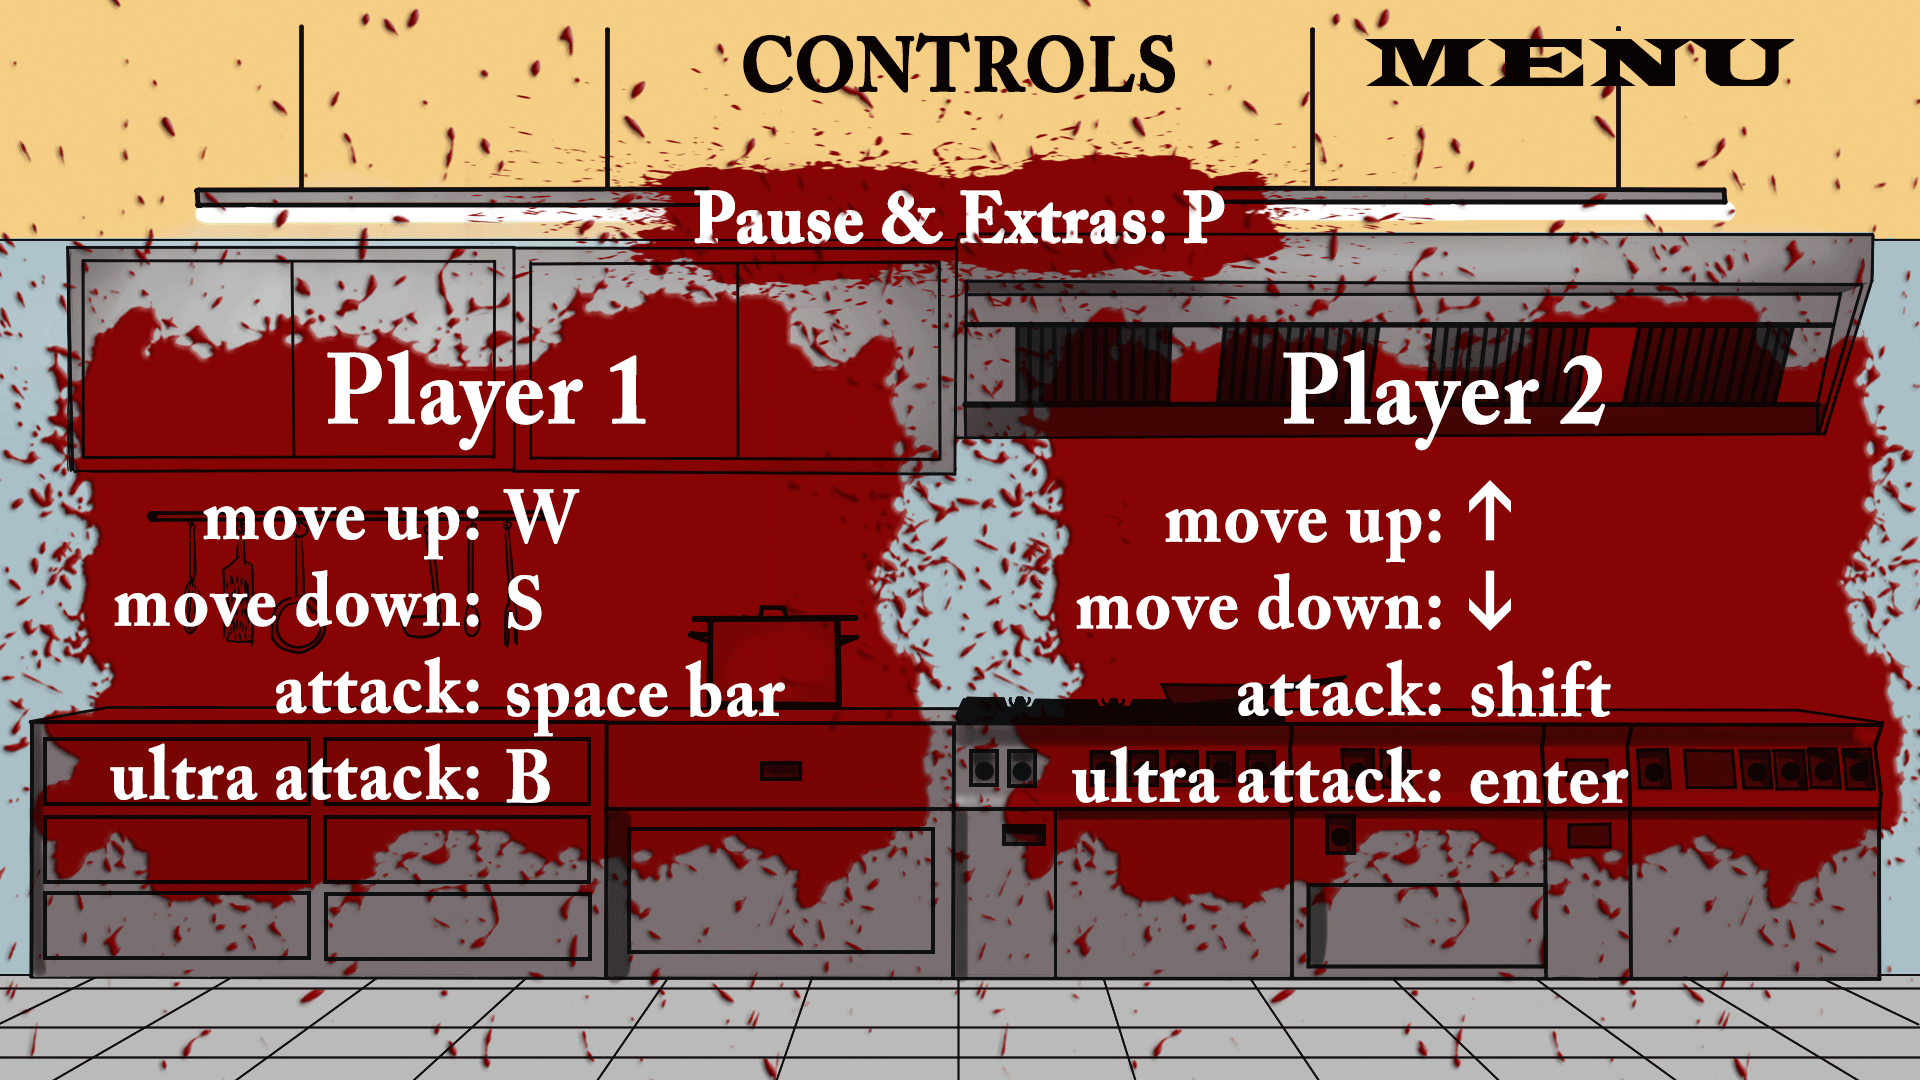 CONTROLS
MENU
Pause & Extras: P
Player 1
move up: W
move down: S
attack: space bar
ultra attack: B
Player 2
move up: ↑
move down: ↓
attack: shift
ultra attack: enter